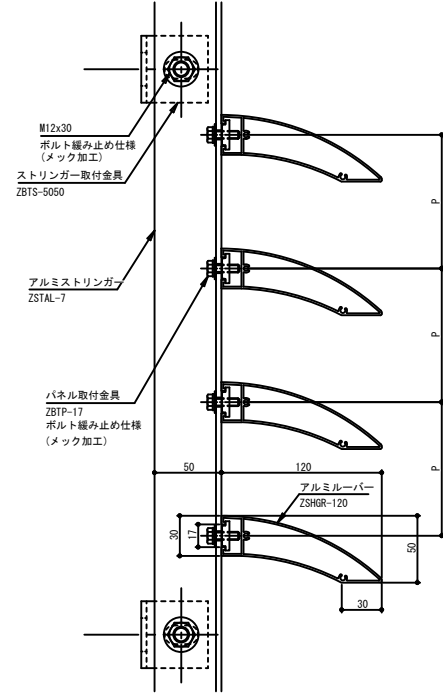 M12x30
ボルト緩み止め仕様
(メック加工)
ストリンガー取付金具
ZBTS-5050
アルミストリンガー
ZSTAL-7
パネル取付金具
ZBTP-17
ボルト緩み止め仕様
(メック加工)
P
P
P
50
120
アルミルーバー
ZSHGR-120
30
17
50
30